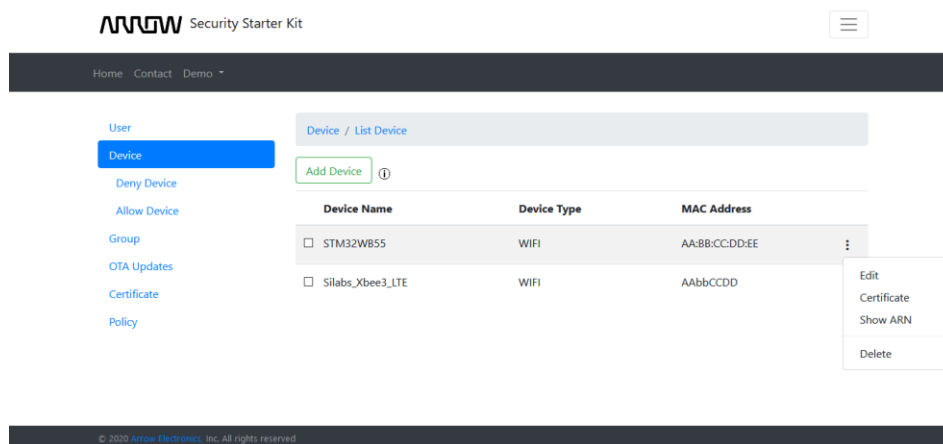 ARROW Security Starter Kit
Home Contact Demo
User
Device
Deny Device
Allow Device
Group
OTA Updates
Certificate
Policy
Device / List Device
Add Device
Device Name Device Type MAC Address
STM32WB55 WIFI AA:BB:CC:DD:EE
Silabs_Xbee3_LTE WIFI AAbbCCDD
Edit
Certificate
Show ARN
Delete
© 2020 Arrow Electronics, Inc. All rights reserved